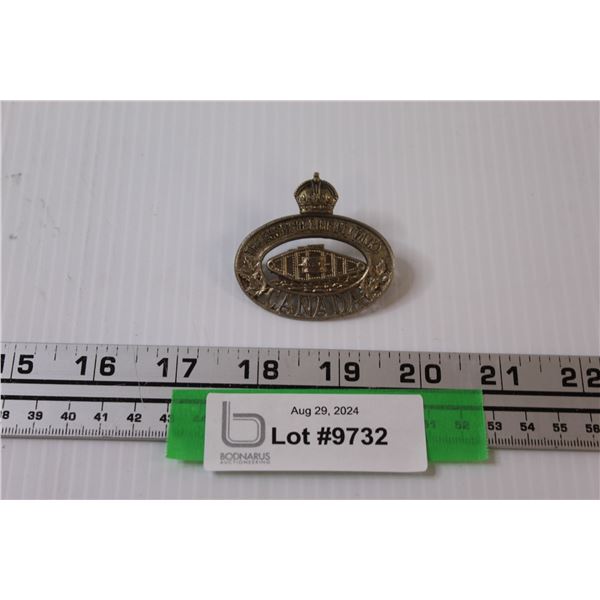 CANADA
15 16 17 18 19 20 21 22
38 39 40 41 42 43 52 53 54 55 56
Aug 29, 2024
b Lot #9732
BODNARUS
AUCTIONEERING